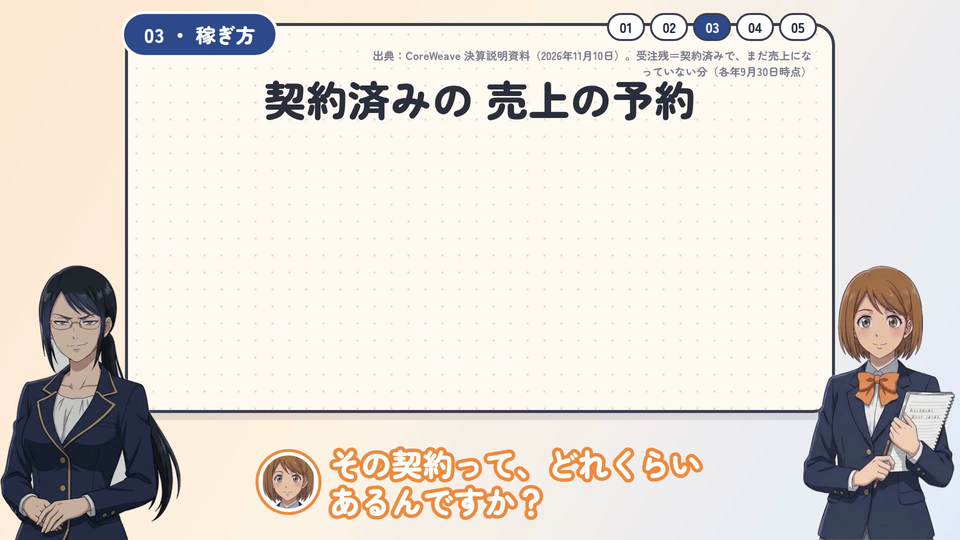 03 ・ 稼ぎ方
01 02 03 04 05
出典：CoreWeave 決算説明資料（2026年11月10日）。受注残＝契約済みで、まだ売上にな
っていない分（各年9月30日時点）
契約済みの 売上の予約
その契約って、どれくらい
あるんですか？